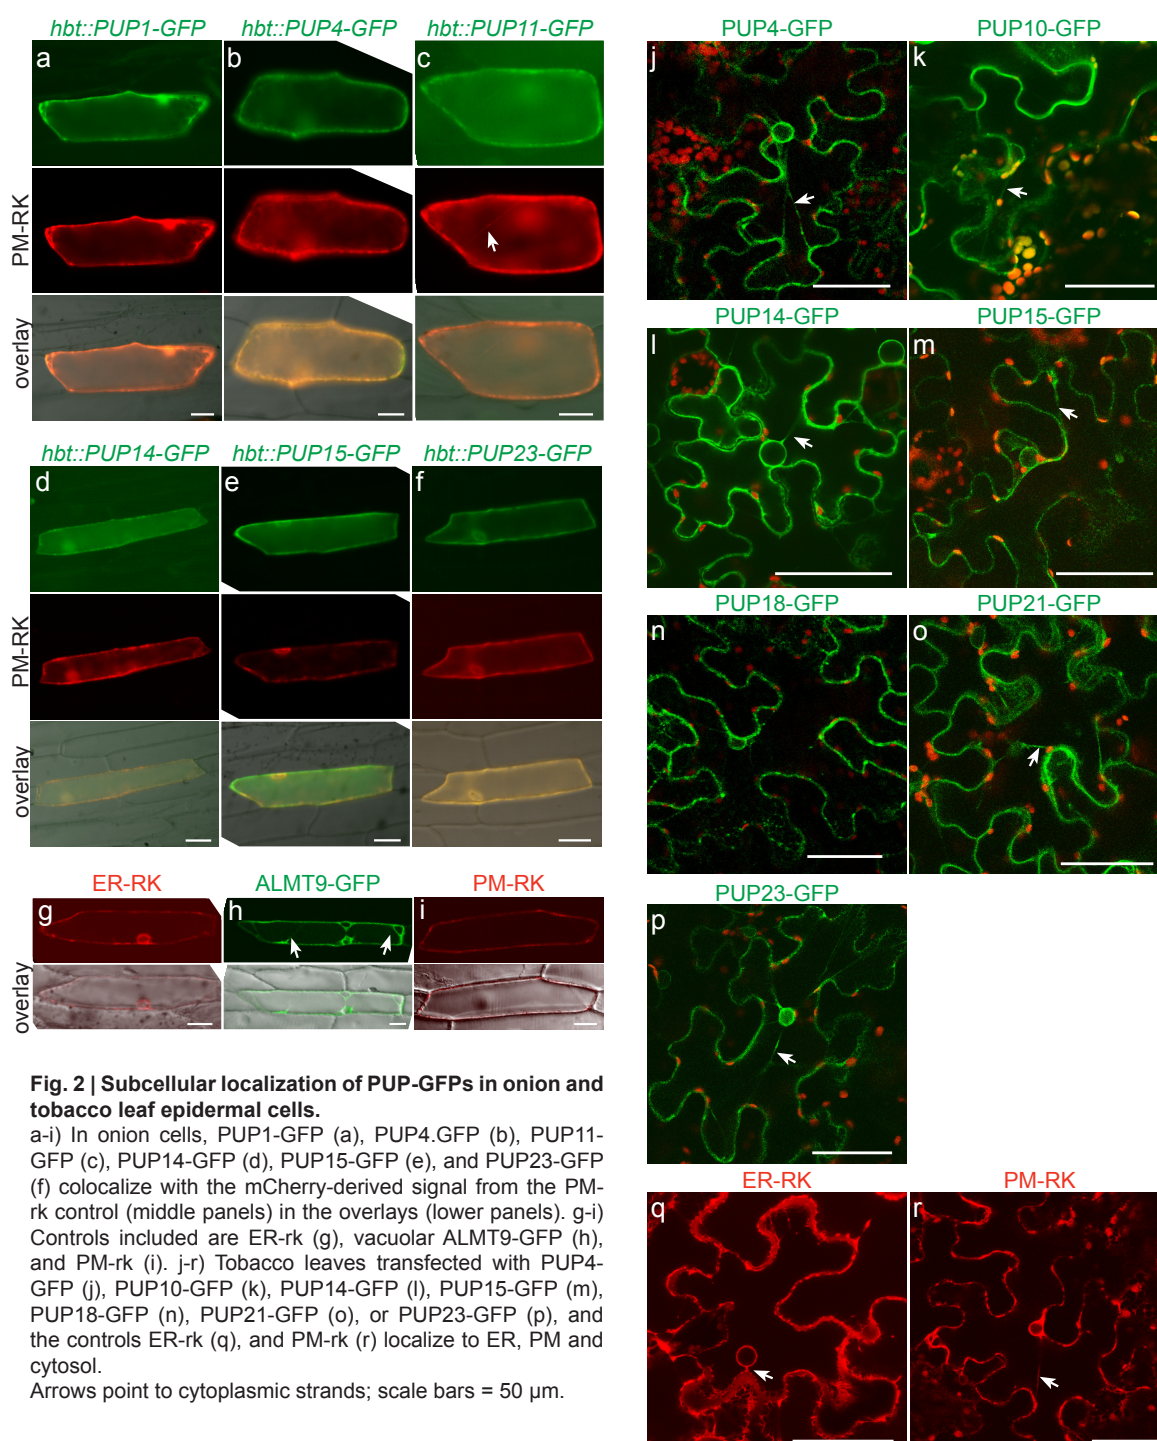 hbt::PUP1-GFP
hbt::PUP4-GFP
hbt::PUP11-GFP
a
b
c
PM-RK
overlay
hbt::PUP14-GFP
hbt::PUP15-GFP
hbt::PUP23-GFP
d
e
f
PM-RK
overlay
ER-RK
ALMT9-GFP
PM-RK
g
h
i
overlay
Fig. 2 | Subcellular localization of PUP-GFPs in onion and
tobacco leaf epidermal cells.
a-i) In onion cells, PUP1-GFP (a), PUP4.GFP (b), PUP11-
GFP (c), PUP14-GFP (d), PUP15-GFP (e), and PUP23-GFP
(f) colocalize with the mCherry-derived signal from the PM-
rk control (middle panels) in the overlays (lower panels). g-i)
Controls included are ER-rk (g), vacuolar ALMT9-GFP (h),
and PM-rk (i). j-r) Tobacco leaves transfected with PUP4-
GFP (j), PUP10-GFP (k), PUP14-GFP (l), PUP15-GFP (m),
PUP18-GFP (n), PUP21-GFP (o), or PUP23-GFP (p), and
the controls ER-rk (q), and PM-rk (r) localize to ER, PM and
cytosol.
Arrows point to cytoplasmic strands; scale bars = 50 µm.
PUP4-GFP
PUP10-GFP
j
k
PUP14-GFP
PUP15-GFP
l
m
PUP18-GFP
PUP21-GFP
n
o
PUP23-GFP
p
ER-RK
PM-RK
q
r